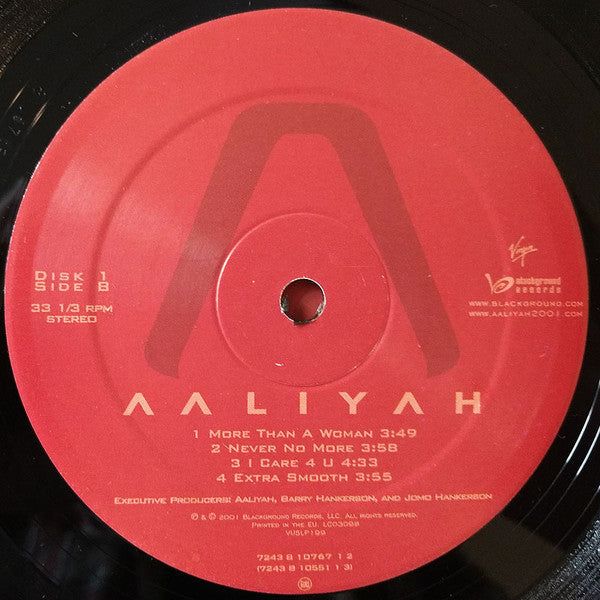 Disk 1
Side B
33 1/3 RPM
STEREO
Virgin
blackground
records
www.blackground.com
www.aaliyah2001.com
AALIYAH
1 More Than A Woman 3:49
2 Never No More 3:58
3 I Care 4 U 4:33
4 Extra Smooth 3:55
Executive Producers: Aaliyah, Barry Hankerson, and Jomo Hankerson
℗ & © 2001 Blackground Records, LLC. All rights reserved.
Printed in the EU. LC03098
VUSLP199
7243 8 10767 1 2
(7243 8 10551 1 3)